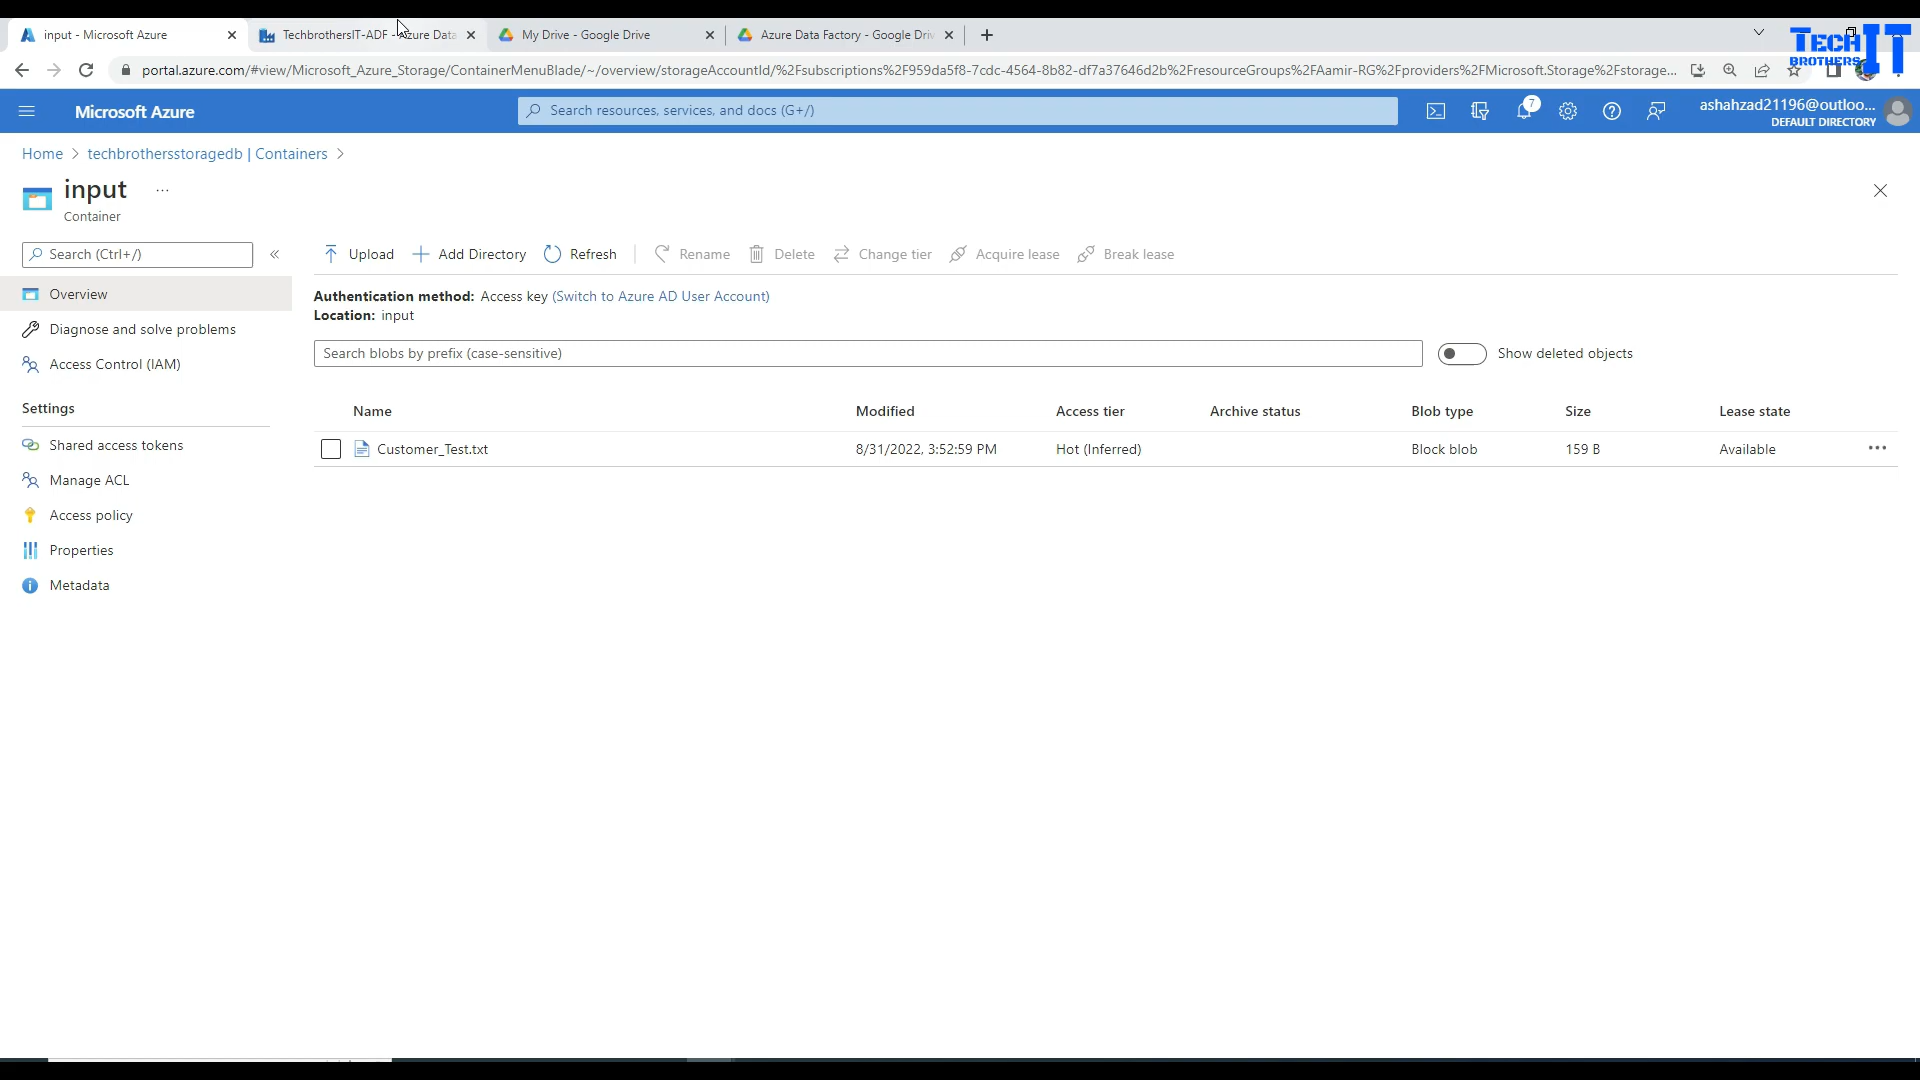 input - Microsoft Azure
TechbrothersIT-ADF - Azure Data
My Drive - Google Drive
Azure Data Factory - Google Driv
TECH IT
BROTHERS
portal.azure.com/#view/Microsoft_Azure_Storage/ContainerMenuBlade/~/overview/storageAccountId/%2Fsubscriptions%2F959da5f8-7cdc-4564-8b82-df7a37646d2b%2FresourceGroups%2FAamir-RG%2Fproviders%2FMicrosoft.Storage%2Fstorage...
Microsoft Azure
Search resources, services, and docs (G+/)
7
ashahzad21196@outloo...
DEFAULT DIRECTORY
Home > techbrothersstoragedb | Containers >
input ...
Container
Search (Ctrl+/)
«
Upload
Add Directory
Refresh
Rename
Delete
Change tier
Acquire lease
Break lease
Overview
Diagnose and solve problems
Access Control (IAM)
Settings
Shared access tokens
Manage ACL
Access policy
Properties
Metadata
Authentication method: Access key (Switch to Azure AD User Account)
Location: input
Search blobs by prefix (case-sensitive)
Show deleted objects
Name Modified Access tier Archive status Blob type Size Lease state
Customer_Test.txt 8/31/2022, 3:52:59 PM Hot (Inferred) Block blob 159 B Available ...